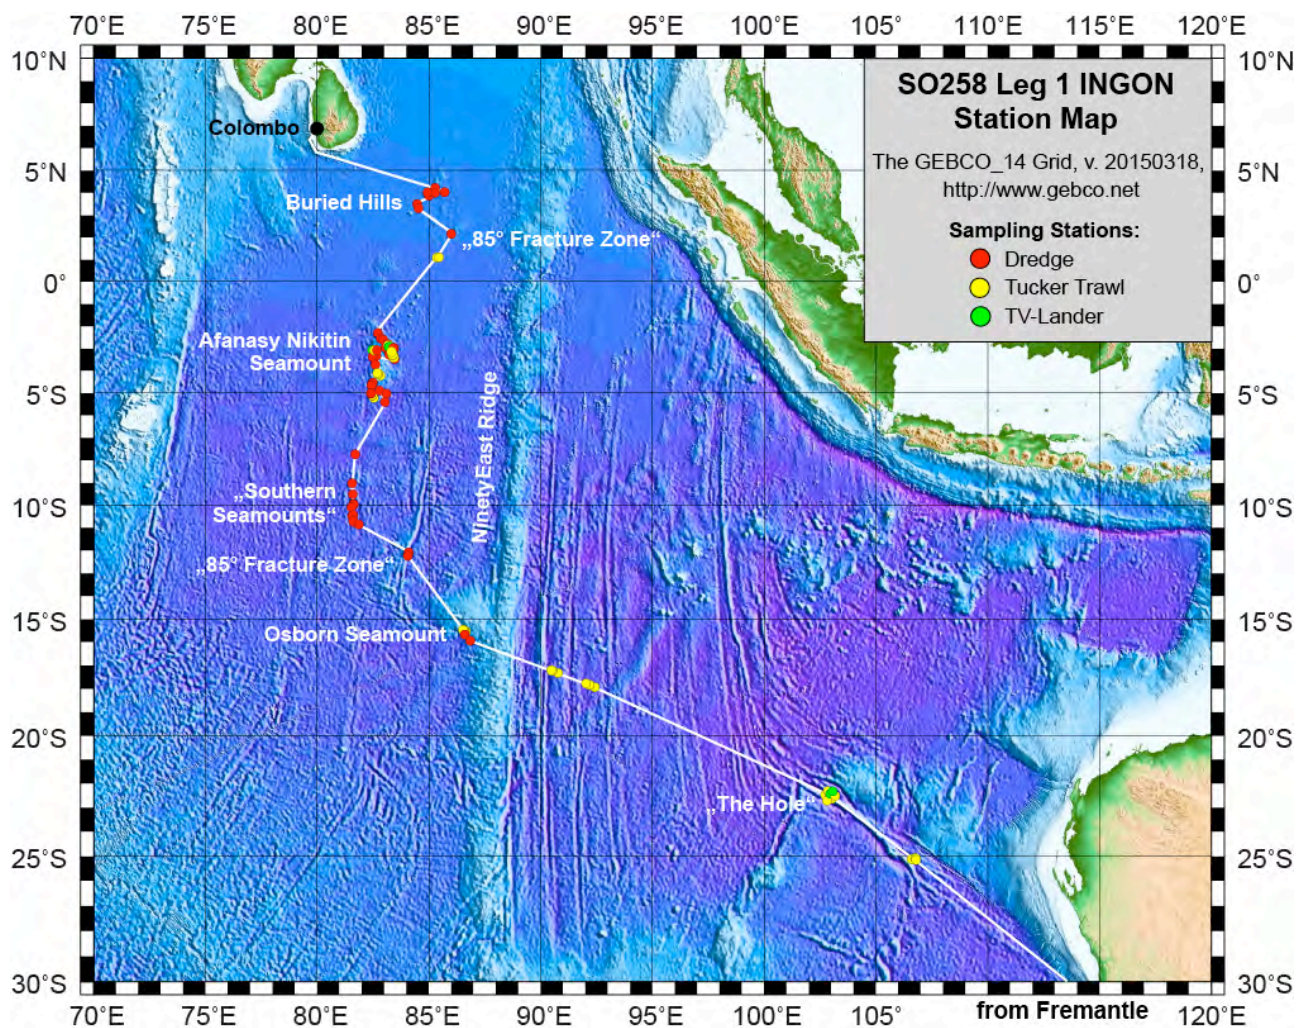 70°E 75°E 80°E 85°E 90°E 95°E 100°E 105°E 110°E 115°E 120°E
10°N 10°N
SO258 Leg 1 INGON
Station Map
Colombo
The GEBCO_14 Grid, v. 20150318,
http://www.gebco.net
5°N 5°N
Buried Hills
Sampling Stations:
„85° Fracture Zone“
Dredge
0° 0°
Tucker Trawl
TV-Lander
Afanasy Nikitin
Seamount
5°S 5°S
NinetyEast Ridge
„Southern
Seamounts“
10°S 10°S
„85° Fracture Zone“
15°S 15°S
Osborn Seamount
20°S 20°S
„The Hole“
25°S 25°S
30°S 30°S
from Fremantle
70°E 75°E 80°E 85°E 90°E 95°E 100°E 105°E 110°E 115°E 120°E